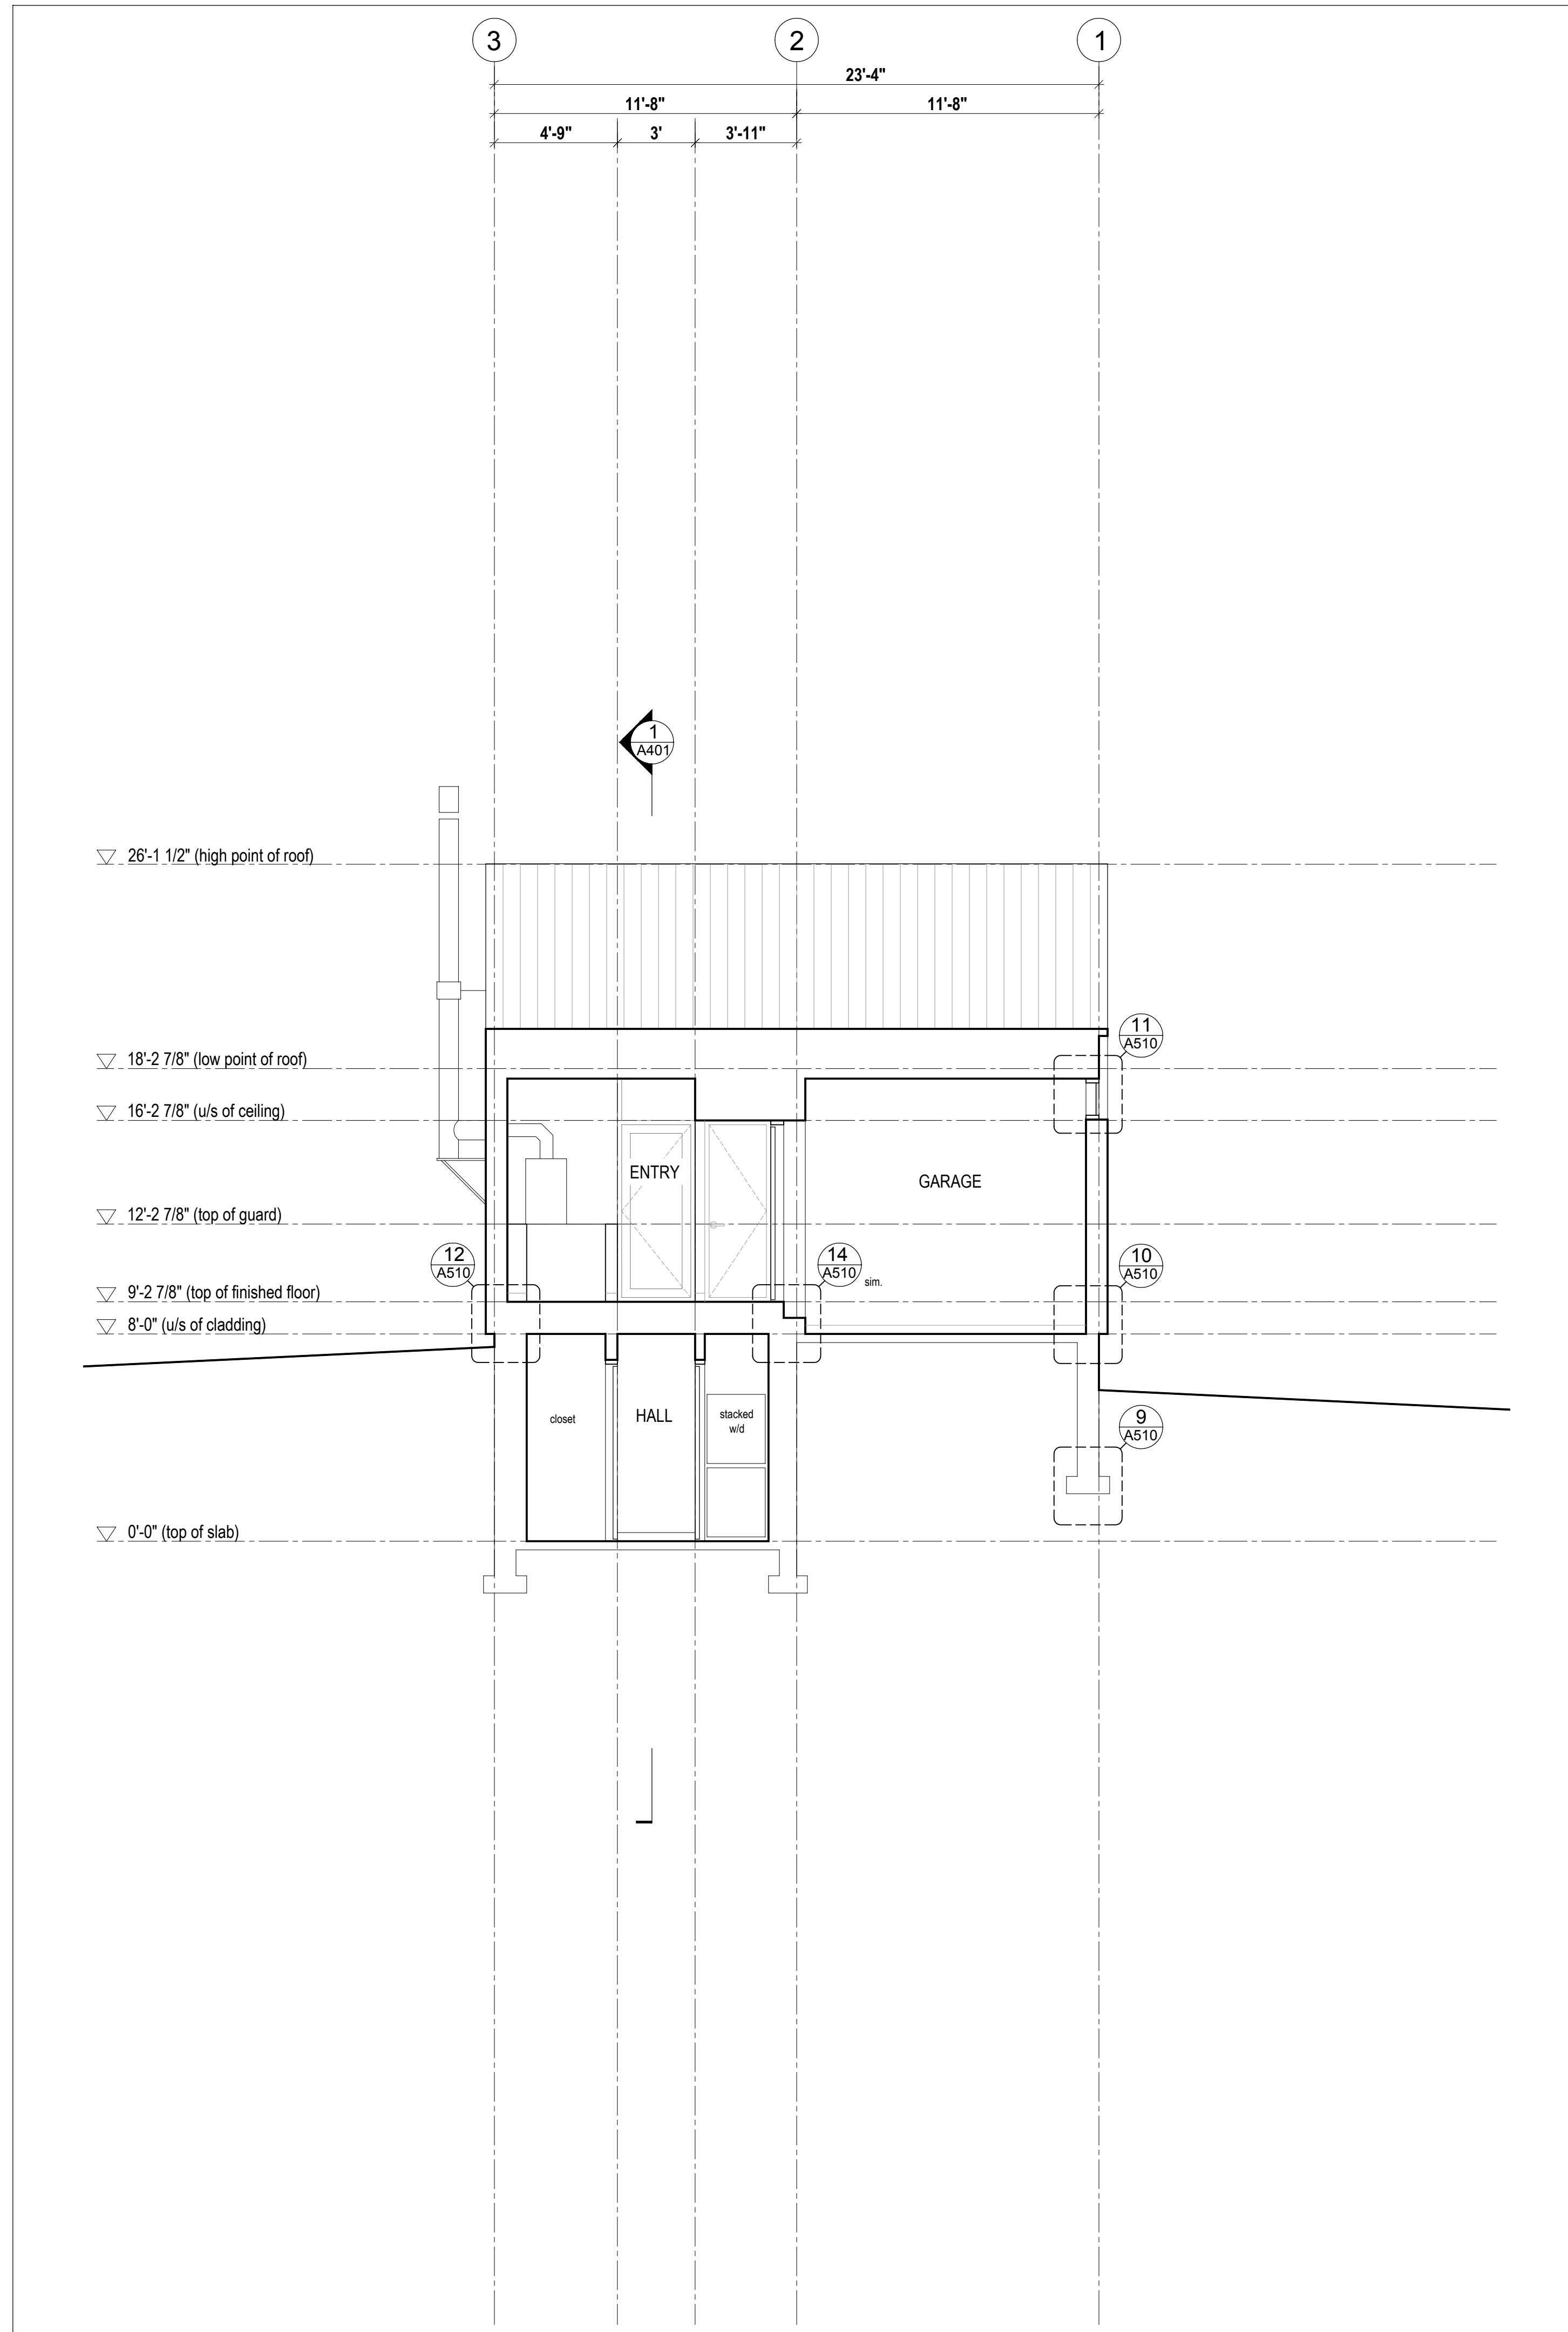 3
2
1
23'-4"
11'-8"
11'-8"
4'-9"
3'
3'-11"
1
A401
26'-1 1/2" (high point of roof)
11
A510
18'-2 7/8" (low point of roof)
16'-2 7/8" (u/s of ceiling)
ENTRY
GARAGE
12'-2 7/8" (top of guard)
12
A510
14
A510
sim.
10
A510
9'-2 7/8" (top of finished floor)
8'-0" (u/s of cladding)
closet
HALL
stacked
w/d
9
A510
0'-0" (top of slab)